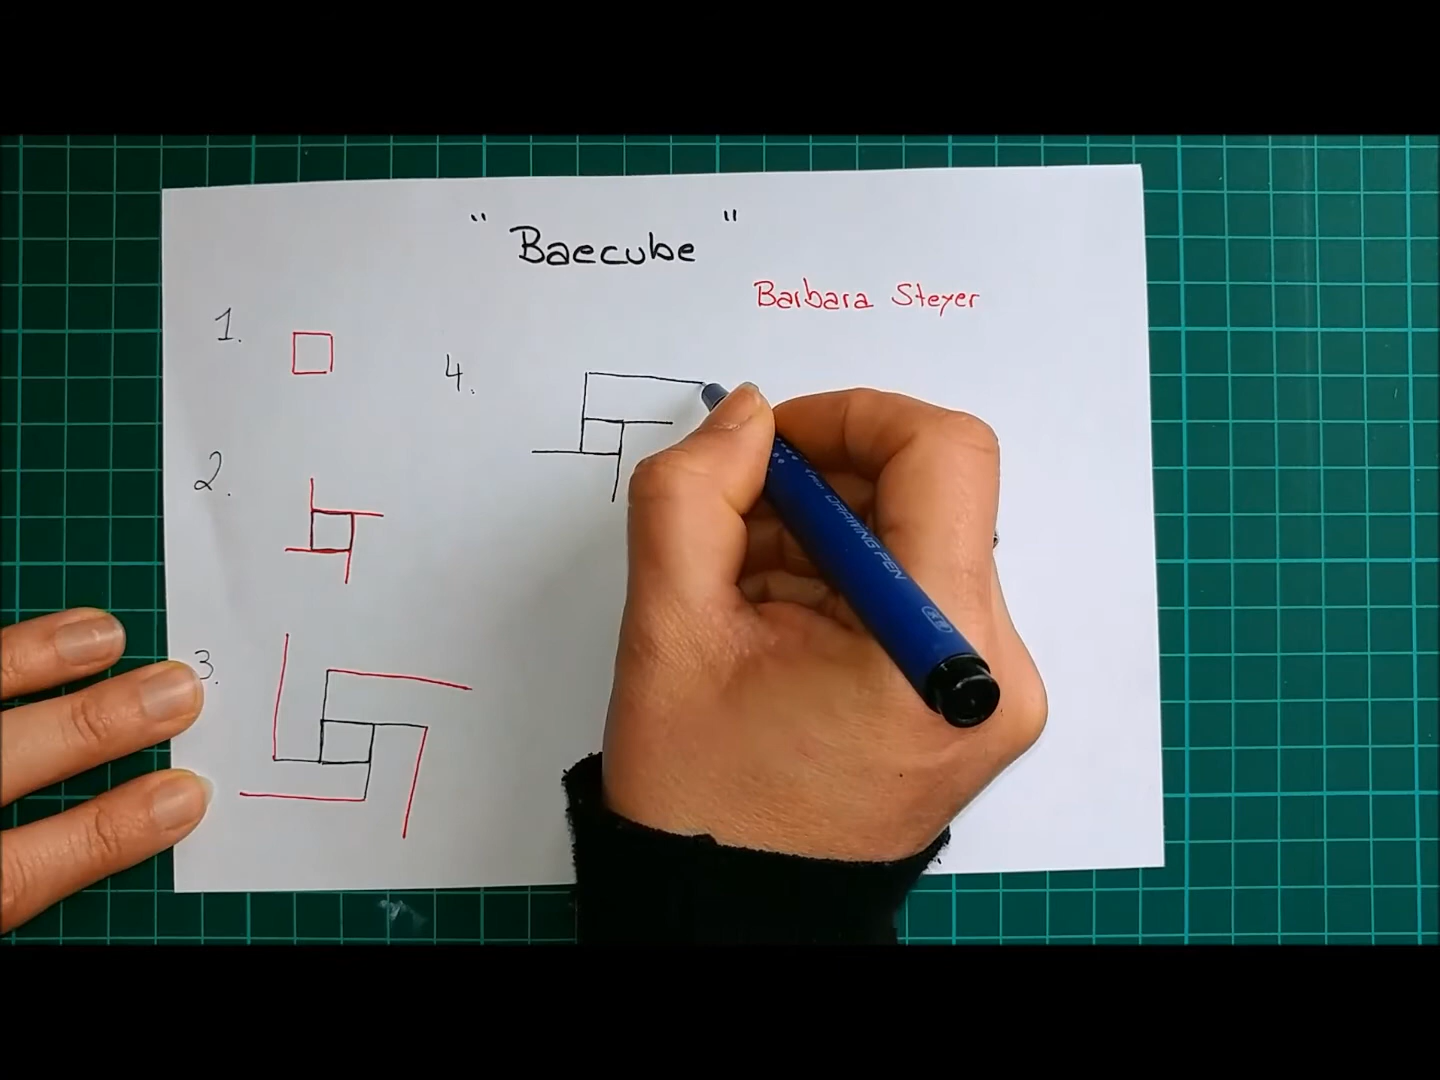 " Baecube "
Barbara Steyer
1.
4.
2.
3.
DRAWING PEN